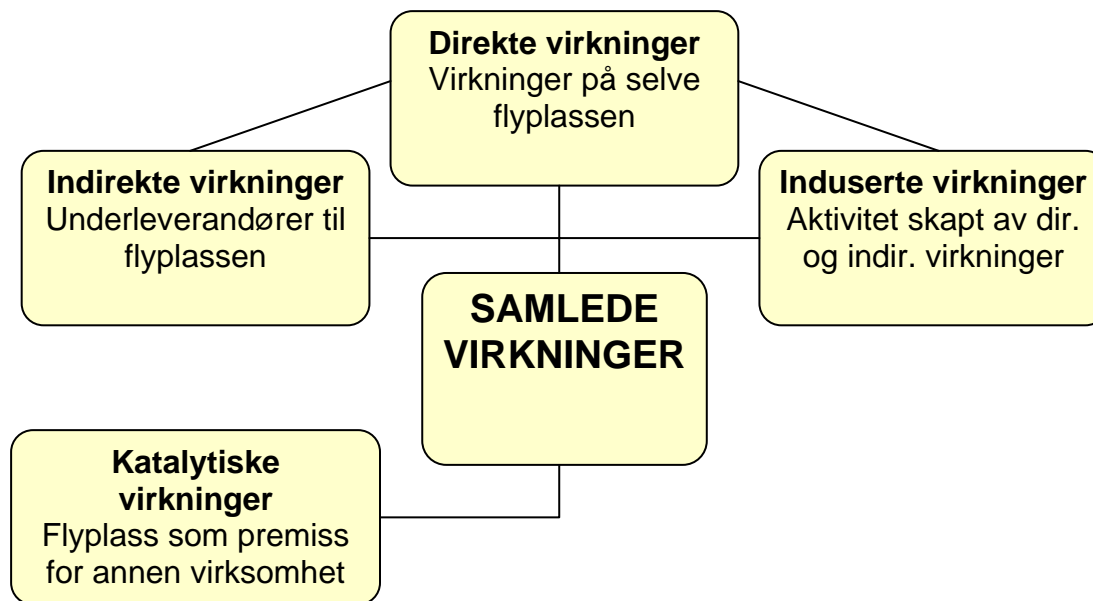 Direkte virkninger
Virkninger på selve
flyplassen
Indirekte virkninger
Underleverandører til
flyplassen
Induserte virkninger
Aktivitet skapt av dir.
og indir. virkninger
SAMLEDE
VIRKNINGER
Katalytiske
virkninger
Flyplass som premiss
for annen virksomhet